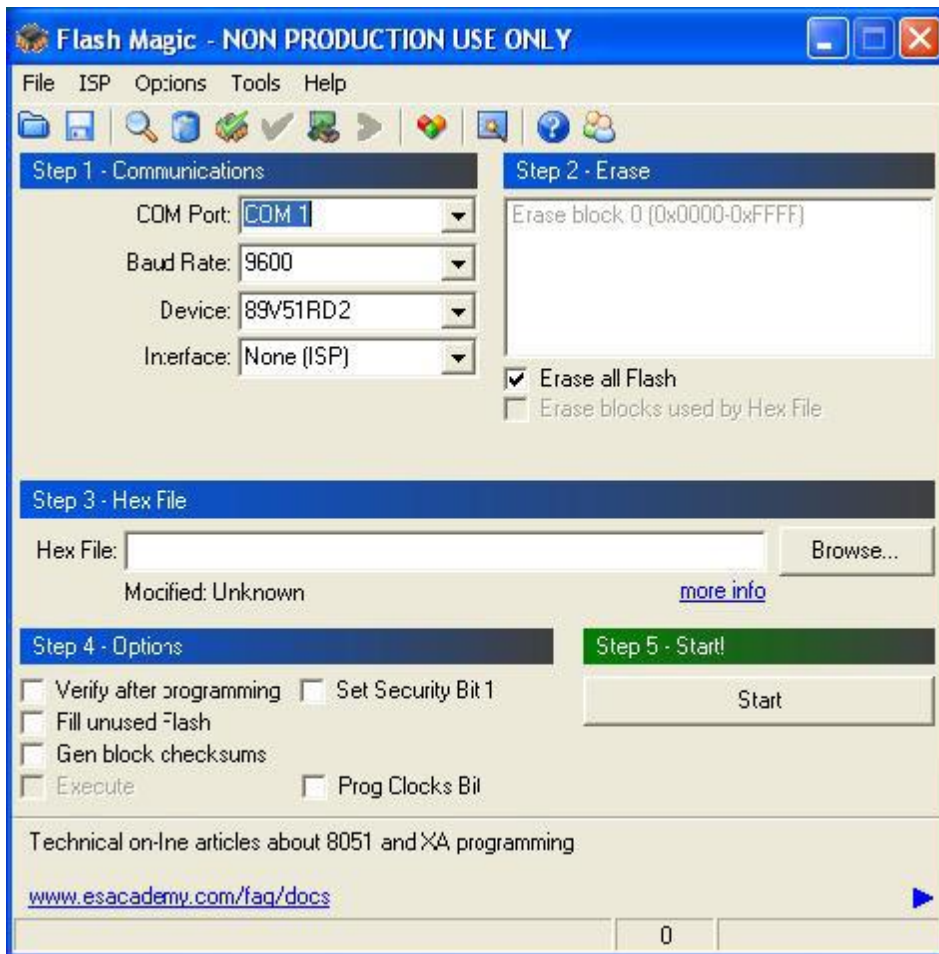 Flash Magic - NON PRODUCTION USE ONLY
File ISP Options Tools Help
Step 1 - Communications
COM Port: COM 1
Baud Rate: 9600
Device: 89V51RD2
Interface: None (ISP)
Step 2 - Erase
Erase block 0 (0x0000-0xFFFF)
Erase all Flash
Erase blocks used by Hex File
Step 3 - Hex File
Hex File:
Browse...
Modified: Unknown
more info
Step 4 - Options
Verify after programming
Set Security Bit 1
Fill unused Flash
Gen block checksums
Execute
Prog Clocks Bit
Step 5 - Start!
Start
Technical on-line articles about 8051 and XA programming
www.esacademy.com/faq/docs
0